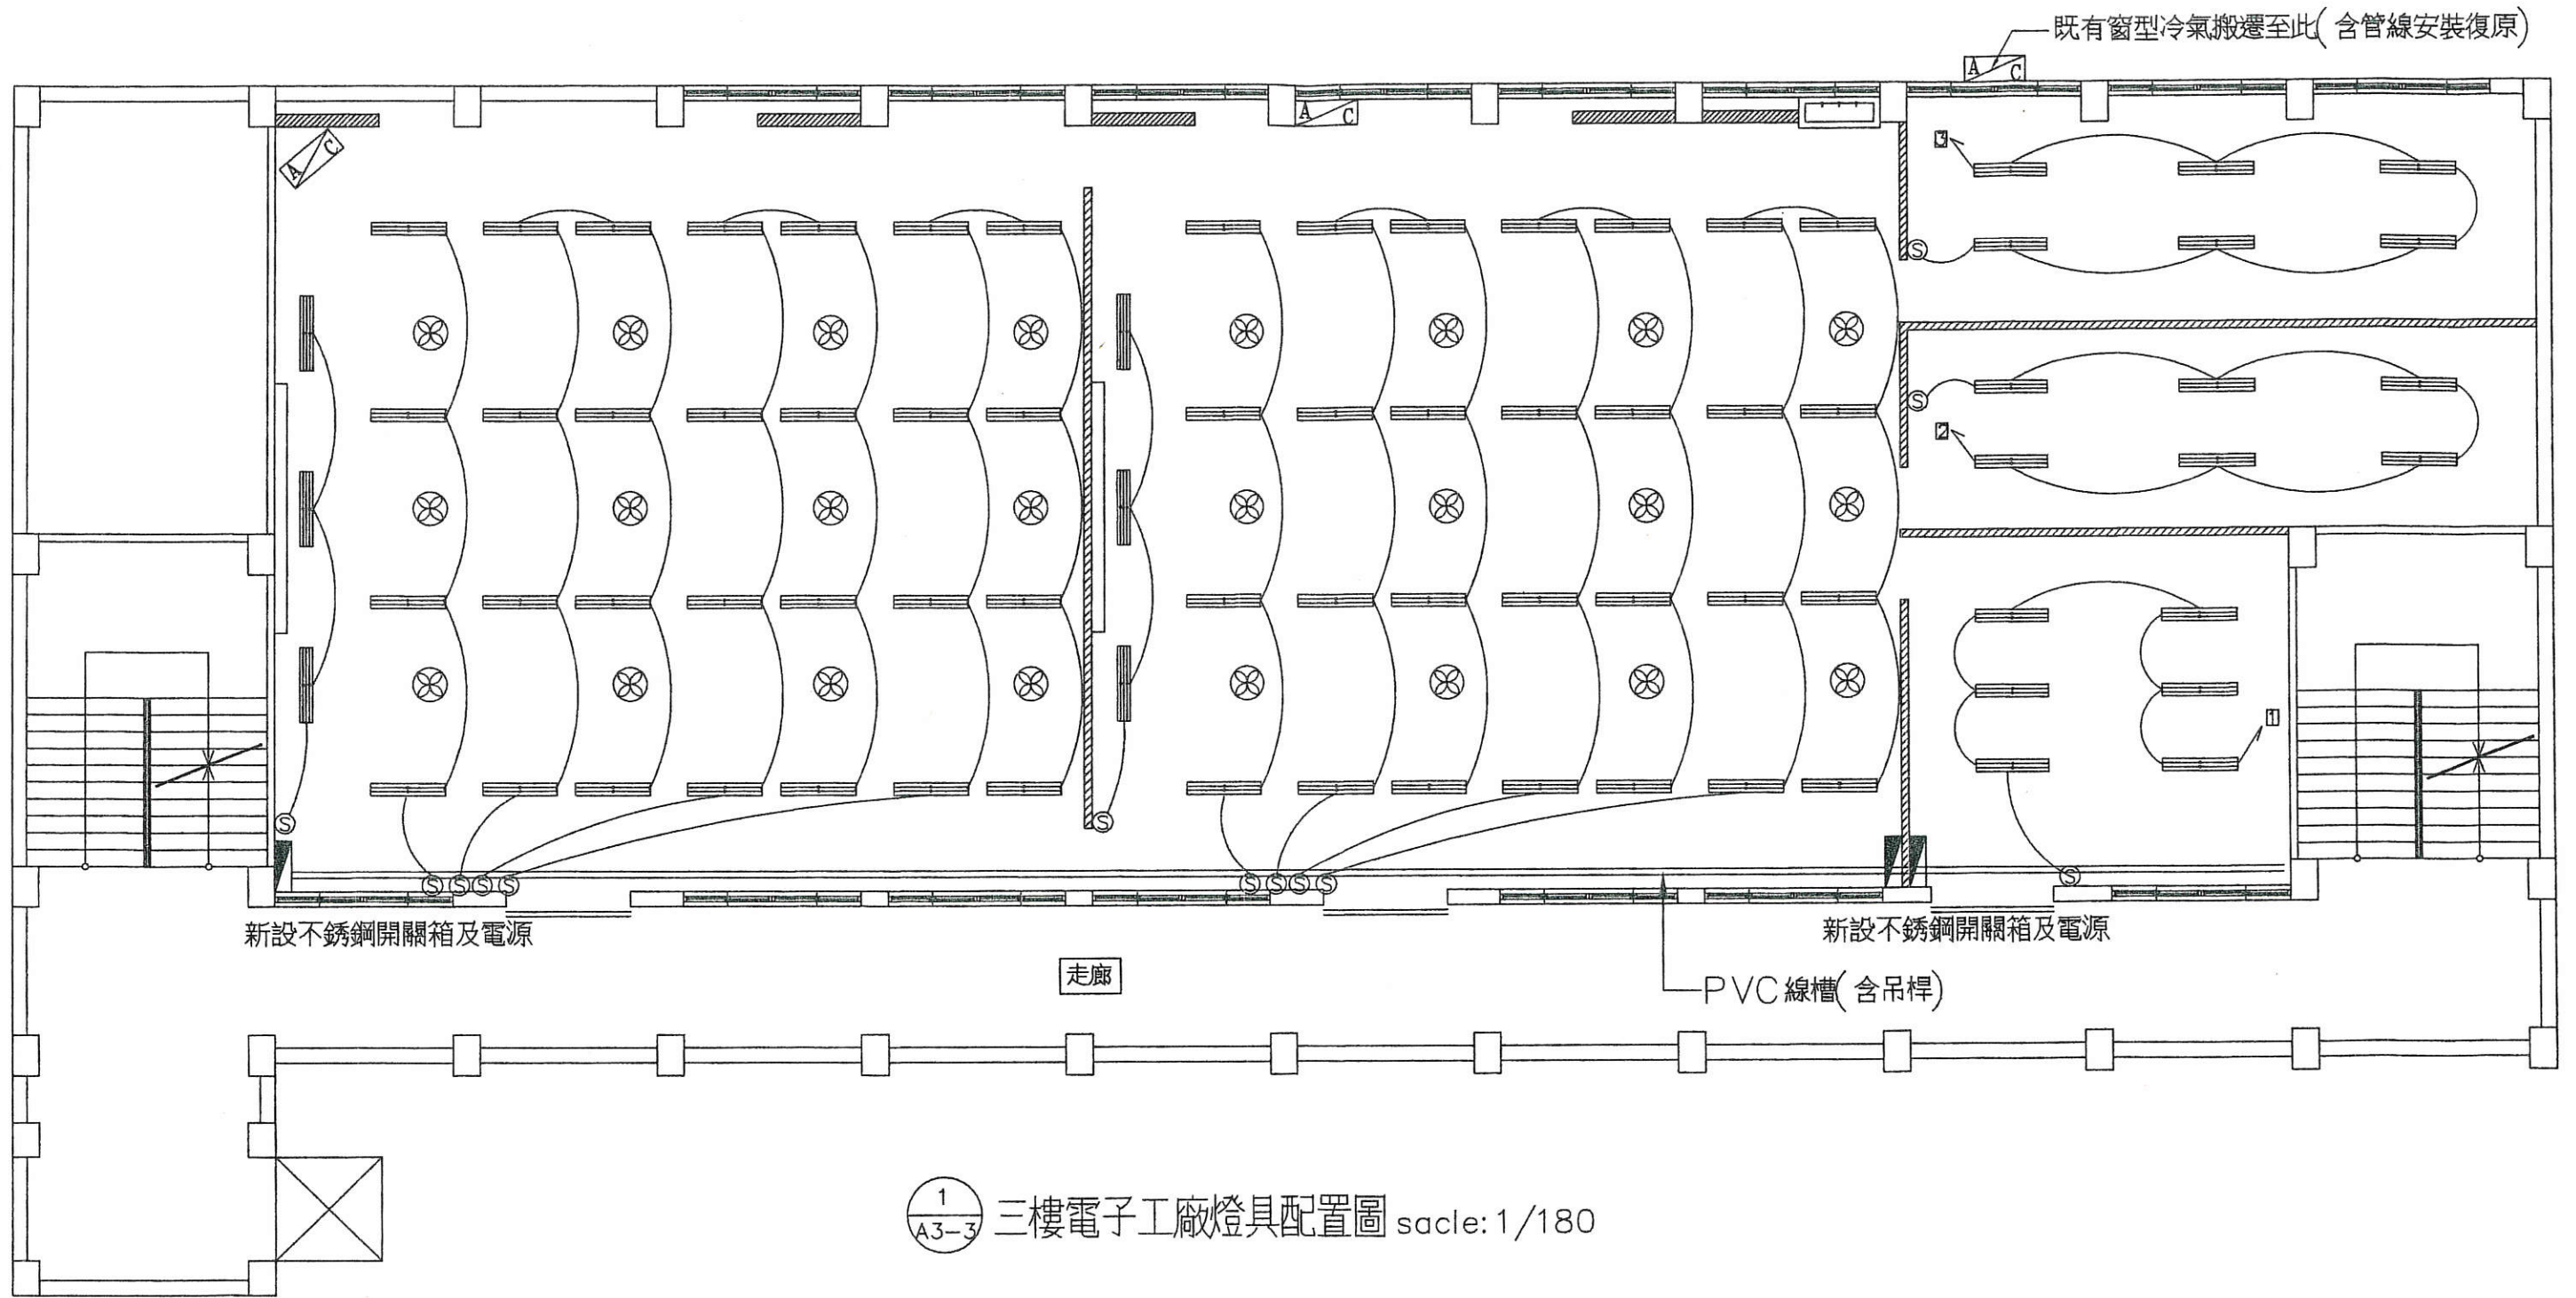 既有窗型冷氣搬遷至此(含管線安裝復原)
A C
A C
A C
3
S
S
2
1
S
S
S
S S S S
S S S S
S
新設不銹鋼開關箱及電源
新設不銹鋼開關箱及電源
走廊
PVC線槽(含吊桿)
1
A3-3
三樓電子工廠燈具配置圖 sacle:1/180